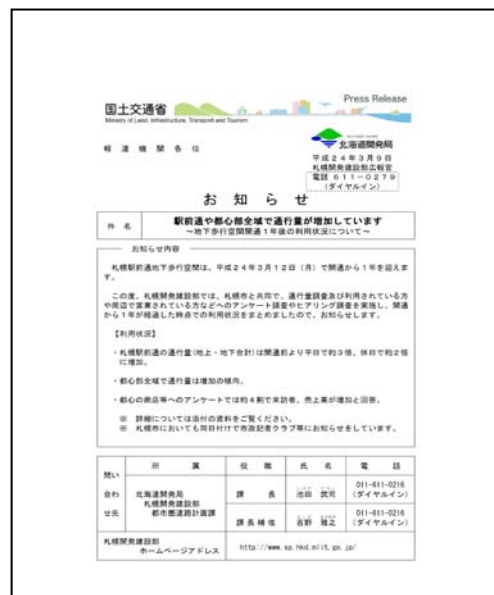 Press Release
国土交通省
Ministry of Land, Infrastructure, Transport and Tourism
北海道開発局
報道機関各位
平成24年3月9日
札幌開発建設部広報官
電話 611-0279
(ダイヤルイン)
お知らせ
件名
駅前通や都心部全域で通行量が増加しています
~地下歩行空間開通1年後の利用状況について~
お知らせ内容
札幌駅前通地下歩行空間は、平成24年3月12日(月)で開通から1年を迎えま
す。
この度、札幌開発建設部では、札幌市と共同で、通行量調査及び利用されている方
や周辺で営業されている方などへのアンケート調査やヒアリング調査を実施し、開通
から1年が経過した時点での利用状況をまとめましたので、お知らせします。
【利用状況】
・札幌駅前通の通行量(地上・地下合計)は開通前より平日で約3倍、休日で約2倍
に増加。
・都心部全域で通行量は増加の傾向。
・都心の商店等へのアンケートでは約4割で来訪者、売上高が増加と回答。
※ 詳細については添付の資料をご覧ください。
※ 札幌市においても同日付けで市政記者クラブ等にお知らせをしています。
問い
合わ
せ先
所属
役職
氏名
電話
北海道開発局
札幌開発建設部
都市圏道路計画課
課長
池田 武司
011-611-0216
(ダイヤルイン)
課長補佐
吉野 雅之
011-611-0216
(ダイヤルイン)
札幌開発建設部
ホームページアドレス
http://www.sp.hkd.mlit.go.jp/